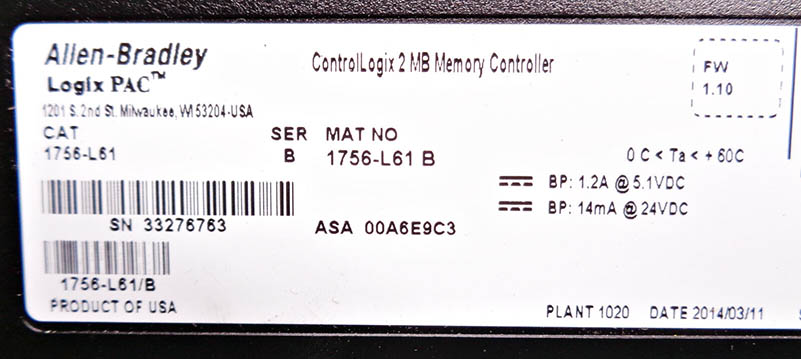 Allen-Bradley
Logix PAC™
1201 S. 2nd St. Milwaukee, WI 53204-USA
ControlLogix 2 MB Memory Controller
FW
1.10
CAT SER MAT NO
1756-L61 B 1756-L61 B
0 C < Ta < + 60C
BP: 1.2A @ 5.1VDC
BP: 14mA @ 24VDC
SN 33276763
ASA 00A6E9C3
1756-L61/B
PRODUCT OF USA
PLANT 1020 DATE 2014/03/11